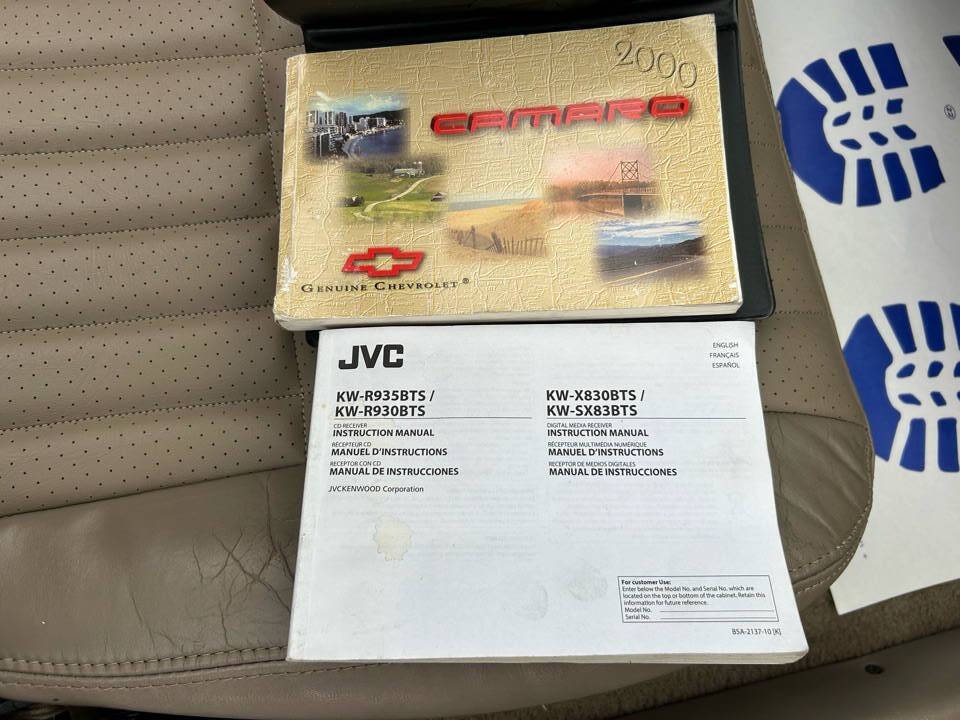 2000
CAMARO
GENUINE CHEVROLET®
JVC
ENGLISH
FRANÇAIS
ESPAÑOL
KW-R935BTS /
KW-R930BTS
CD RECEIVER
INSTRUCTION MANUAL
RÉCEPTEUR CD
MANUEL D'INSTRUCTIONS
RECEPTOR CON CD
MANUAL DE INSTRUCCIONES
JVCKENWOOD Corporation
KW-X830BTS /
KW-SX83BTS
DIGITAL MEDIA RECEIVER
INSTRUCTION MANUAL
RÉCEPTEUR MULTIMÉDIA NUMÉRIQUE
MANUEL D'INSTRUCTIONS
RECEPTOR DE MEDIOS DIGITALES
MANUAL DE INSTRUCCIONES
For customer Use:
Enter below the Model No. and Serial No. which are
located on the top or bottom of the cabinet. Retain this
information for future reference.
Model No.
Serial No.
B5A-2137-10 [K]